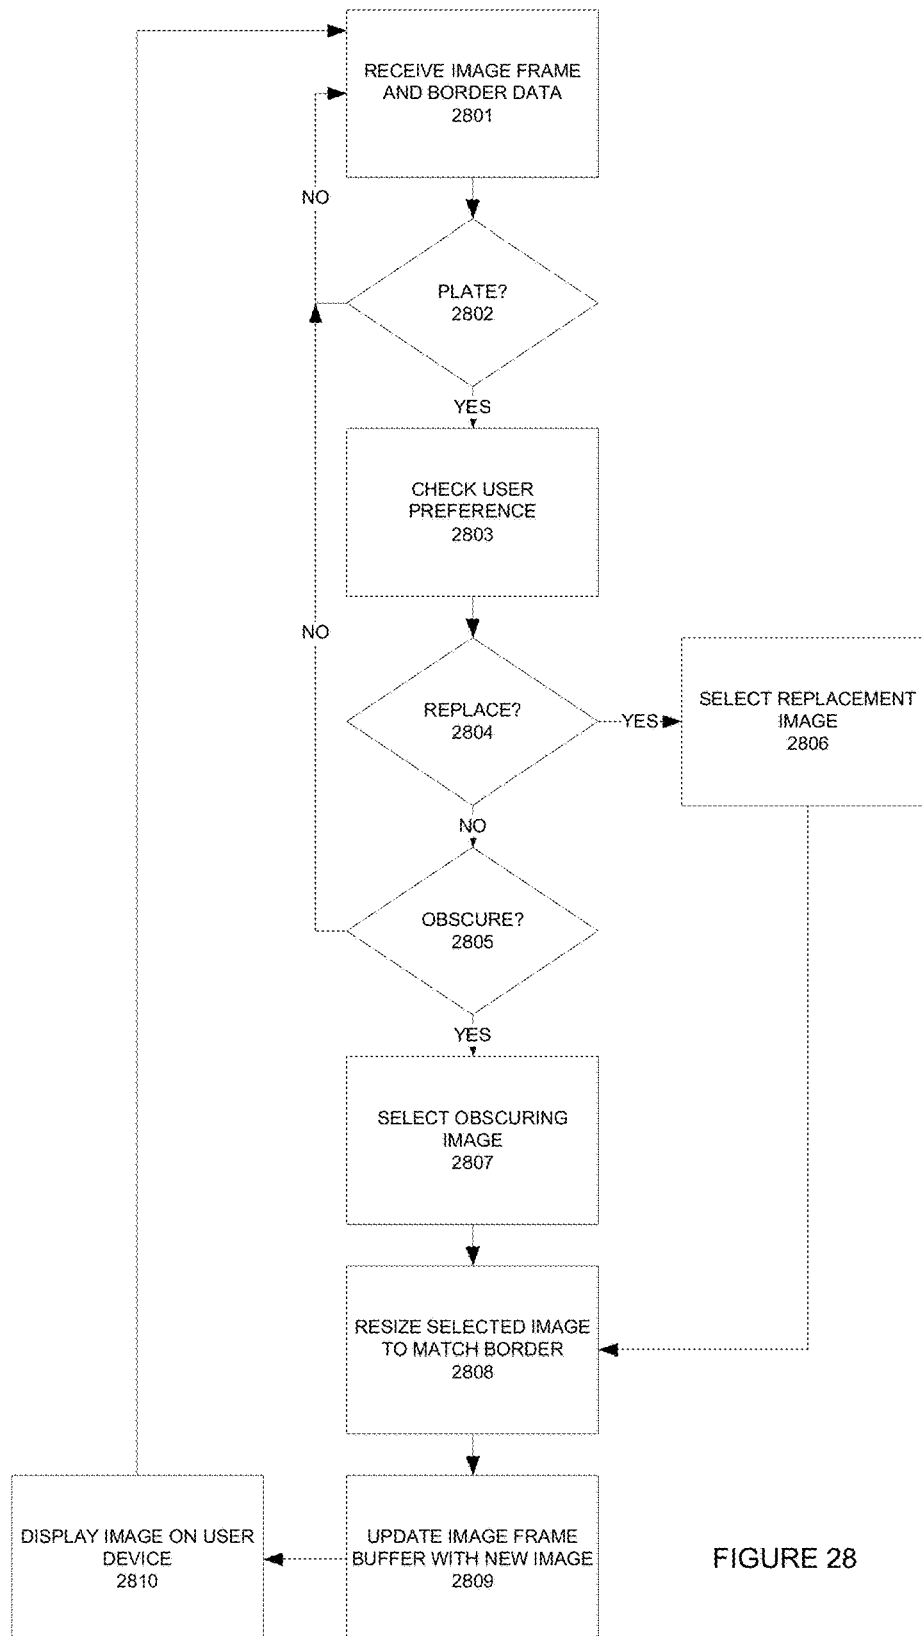 RECEIVE IMAGE FRAME
AND BORDER DATA
2801
NO
PLATE?
2802
YES
CHECK USER
PREFERENCE
2803
NO
REPLACE?
2804
YES
SELECT REPLACEMENT
IMAGE
2806
NO
OBSCURE?
2805
YES
SELECT OBSCURING
IMAGE
2807
RESIZE SELECTED IMAGE
TO MATCH BORDER
2808
DISPLAY IMAGE ON USER
DEVICE
2810
UPDATE IMAGE FRAME
BUFFER WITH NEW IMAGE
2809
FIGURE 28